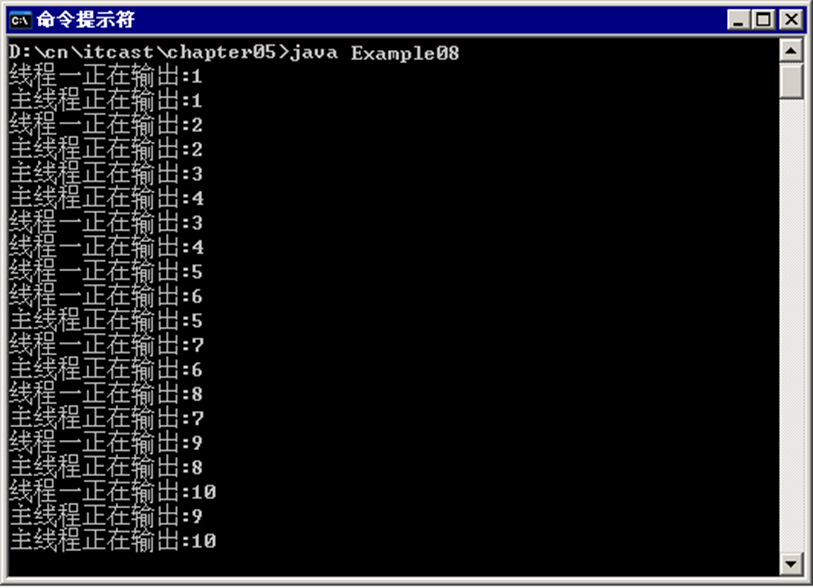 命令提示符
D:\cn\itcast\chapter05>java Example08
线程一正在输出:1
主线程正在输出:1
线程一正在输出:2
主线程正在输出:2
主线程正在输出:3
主线程正在输出:4
线程一正在输出:3
线程一正在输出:4
线程一正在输出:5
线程一正在输出:6
主线程正在输出:5
线程一正在输出:7
主线程正在输出:6
线程一正在输出:8
主线程正在输出:7
线程一正在输出:9
主线程正在输出:8
线程一正在输出:10
主线程正在输出:9
主线程正在输出:10